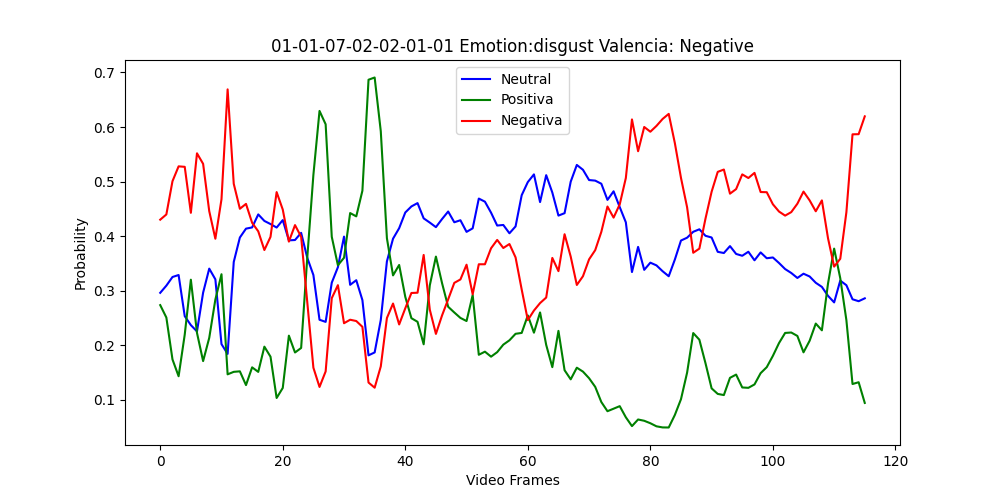 01-01-07-02-02-01-01 Emotion:disgust Valencia: Negative
Neutral
Positiva
Negativa
Probability
0.7
0.6
0.5
0.4
0.3
0.2
0.1
0 20 40 60 80 100 120
Video Frames